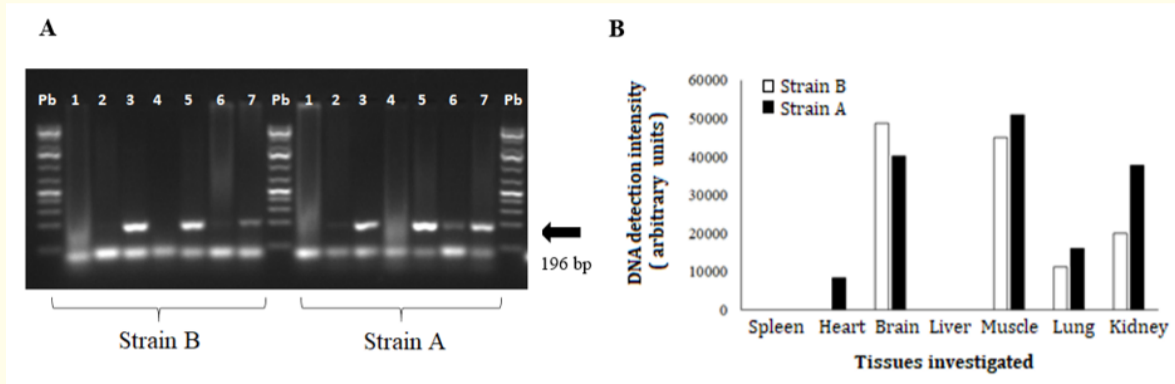 A
B
Pb 1 2 3 4 5 6 7 Pb 1 2 3 4 5 6 7 Pb
196 bp
Strain B
Strain A
DNA detection intensity
( arbitrary units )
60000
50000
40000
30000
20000
10000
0
Strain B
Strain A
Spleen Heart Brain Liver Muscle Lung Kidney
Tissues investigated